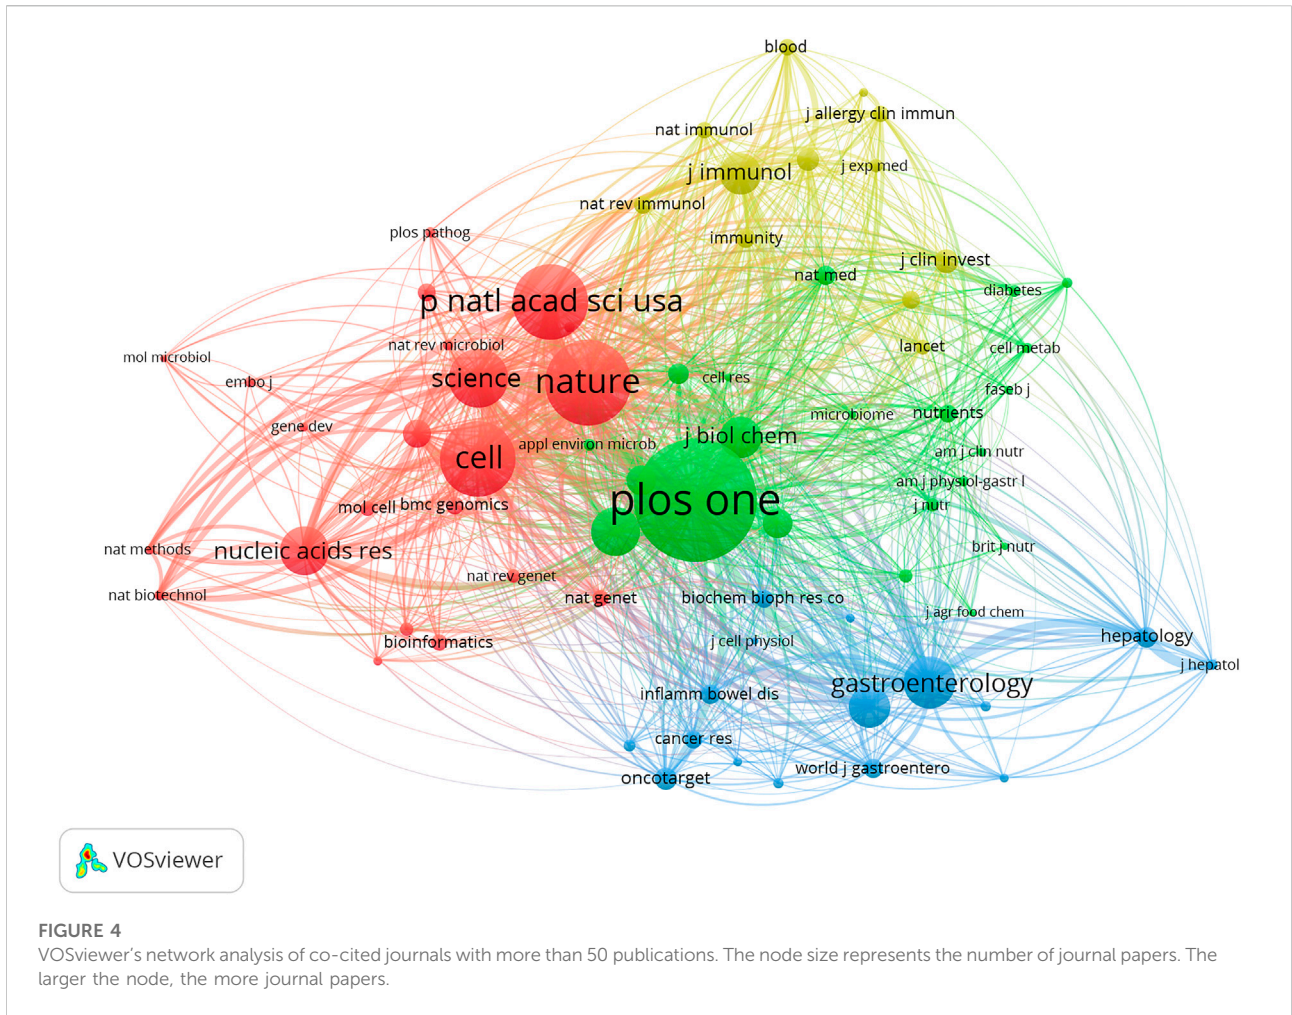 blood
j allergy clin immun
nat immunol
j exp med
j immunol
nat rev immunol
plos pathog
immunity
j clin invest
nat med
diabetes
p natl acad sci usa
nat rev microbiol
lancet
cell metab
mol microbiol
science
nature
cell res
embo j
faseb j
microbiome
nutrients
gene dev
appl environ microb
j biol chem
am j clin nutr
cell
am j physiol-gastr l
plos one
mol cell
bmc genomics
j nutr
nat methods
nucleic acids res
brit j nutr
nat rev genet
nat biotechnol
nat genet
biochem bioph res co
j agr food chem
bioinformatics
j cell physiol
hepatology
j hepatol
gastroenterology
inflamm bowel dis
cancer res
world j gastroentero
oncotarget
VOSviewer
FIGURE 4
VOSviewer's network analysis of co-cited journals with more than 50 publications. The node size represents the number of journal papers. The
larger the node, the more journal papers.